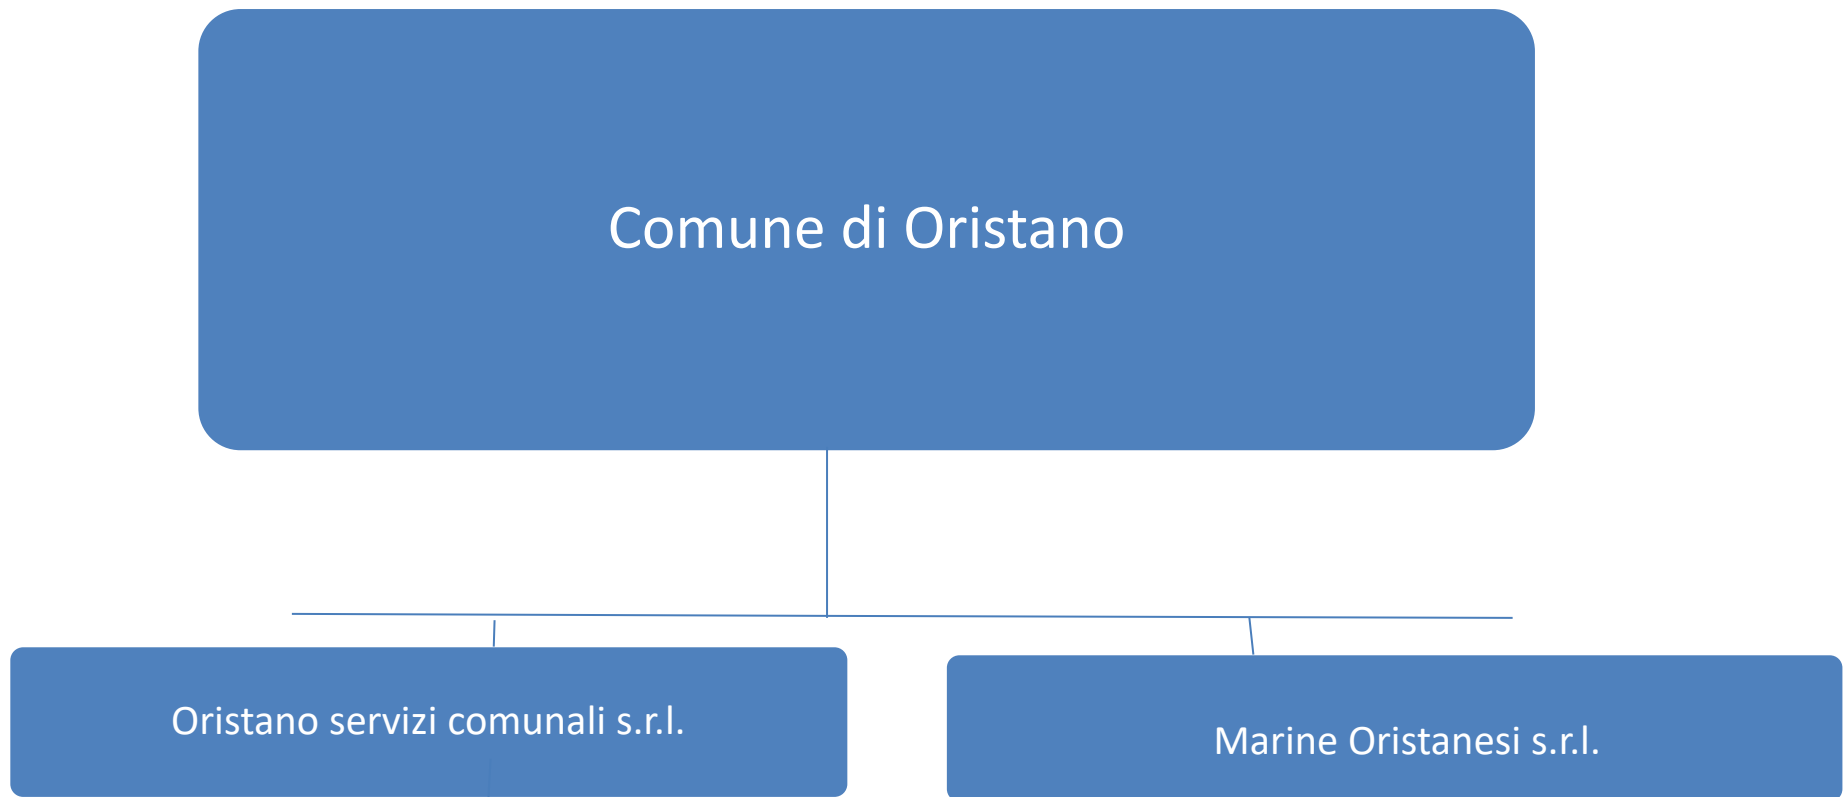 Comune di Oristano
Oristano servizi comunali s.r.l.
Marine Oristanesi s.r.l.